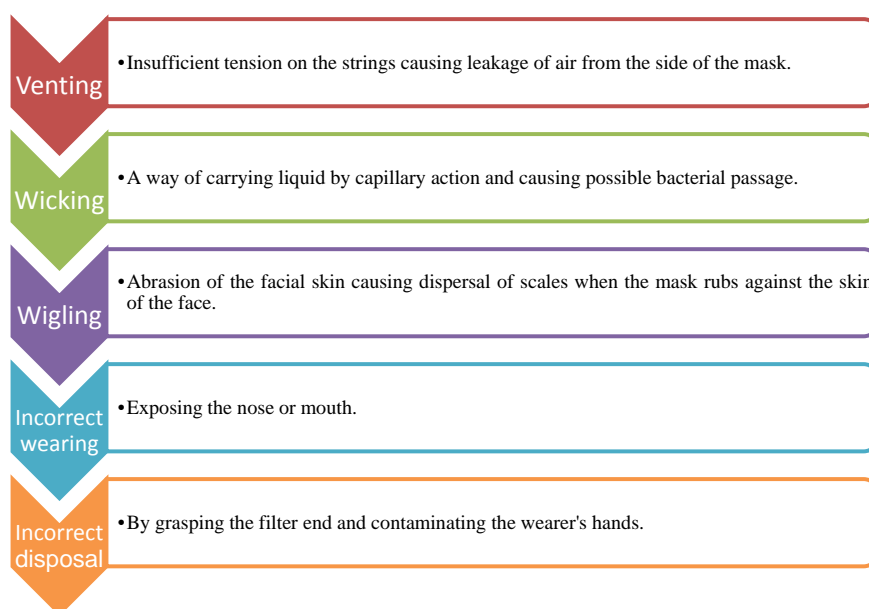 Venting
•Insufficient tension on the strings causing leakage of air from the side of the mask.
Wicking
•A way of carrying liquid by capillary action and causing possible bacterial passage.
Wigling
•Abrasion of the facial skin causing dispersal of scales when the mask rubs against the skin
of the face.
Incorrect
wearing
•Exposing the nose or mouth.
Incorrect
disposal
•By grasping the filter end and contaminating the wearer's hands.